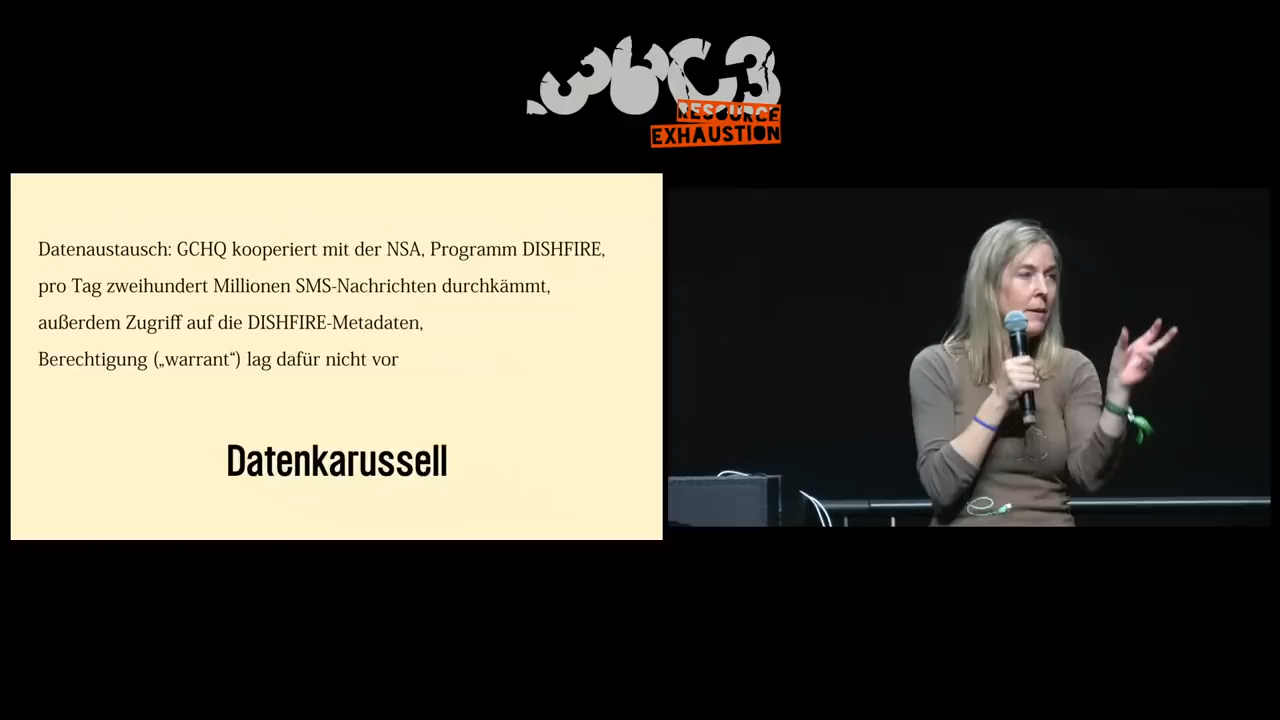 36C3
RESOURCE
EXHAUSTION
Datenaustausch: GCHQ kooperiert mit der NSA, Programm DISHFIRE,
pro Tag zweihundert Millionen SMS-Nachrichten durchkämmt,
außerdem Zugriff auf die DISHFIRE-Metadaten,
Berechtigung („warrant“) lag dafür nicht vor
Datenkarussell